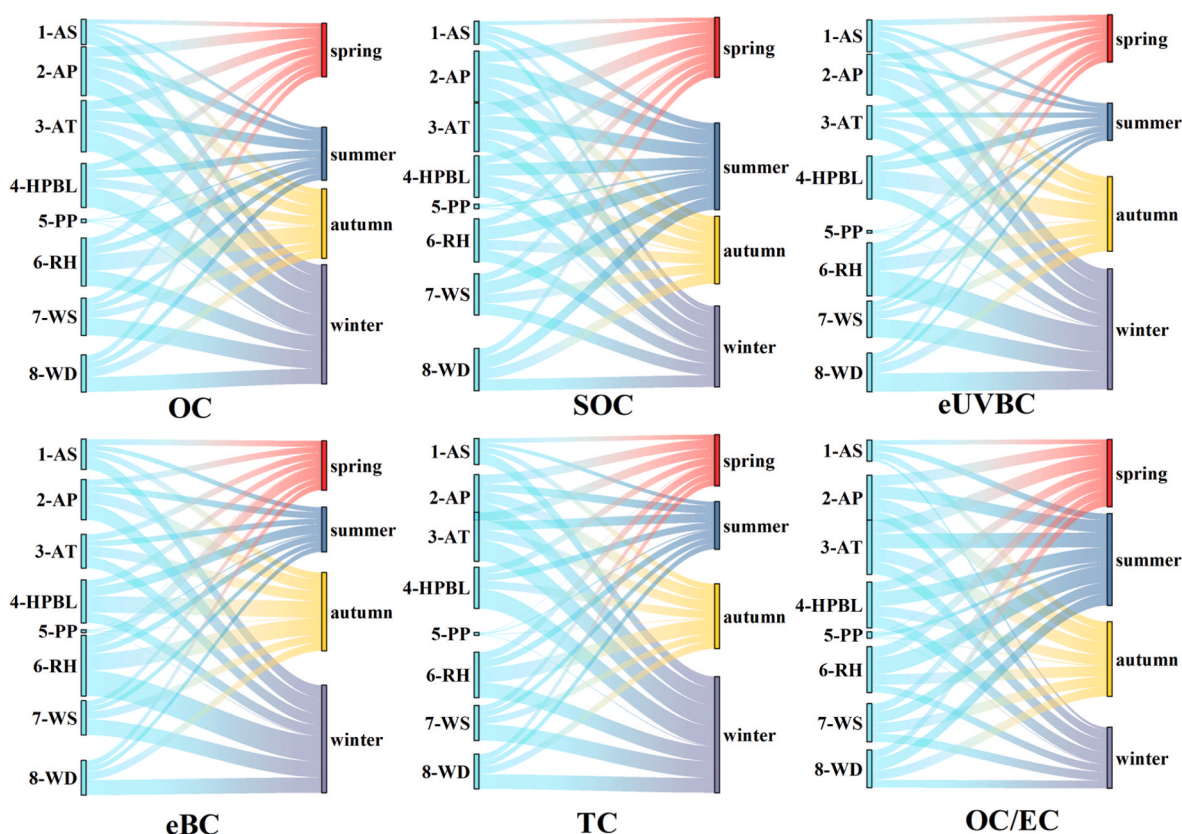 1-AS
2-AP
3-AT
4-HPBL
5-PP
6-RH
7-WS
8-WD
spring
summer
autumn
winter
OC
1-AS
2-AP
3-AT
4-HPBL
5-PP
6-RH
7-WS
8-WD
spring
summer
autumn
winter
SOC
1-AS
2-AP
3-AT
4-HPBL
5-PP
6-RH
7-WS
8-WD
spring
summer
autumn
winter
eUVBC
1-AS
2-AP
3-AT
4-HPBL
5-PP
6-RH
7-WS
8-WD
spring
summer
autumn
winter
eBC
1-AS
2-AP
3-AT
4-HPBL
5-PP
6-RH
7-WS
8-WD
spring
summer
autumn
winter
TC
1-AS
2-AP
3-AT
4-HPBL
5-PP
6-RH
7-WS
8-WD
spring
summer
autumn
winter
OC/EC